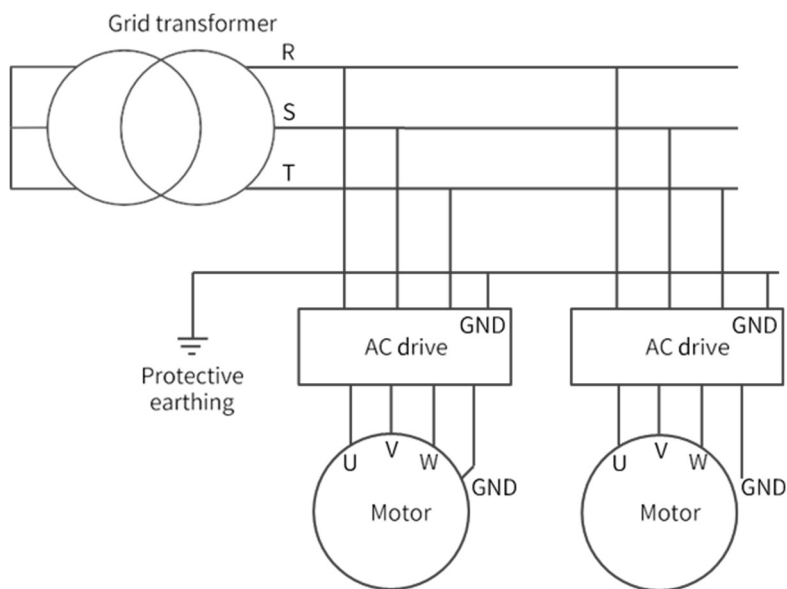 Grid transformer
R
S
T
GND
GND
AC drive
AC drive
Protective
earthing
U
V
W
U
V
W
GND
GND
Motor
Motor